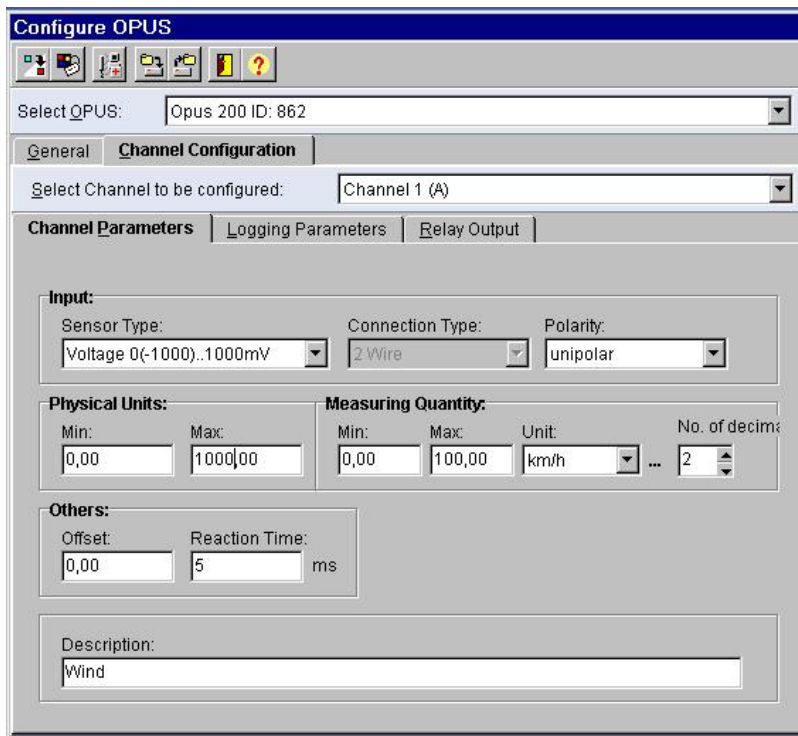 Configure OPUS
Select OPUS: Opus 200 ID: 862
General Channel Configuration
Select Channel to be configured: Channel 1 (A)
Channel Parameters Logging Parameters Relay Output
Input:
Sensor Type: Connection Type: Polarity:
Voltage 0(-1000)..1000mV 2 Wire unipolar
Physical Units: Measuring Quantity:
Min: Max: Min: Max: Unit: No. of decima
0,00 1000,00 0,00 100,00 km/h ... 2
Others:
Offset: Reaction Time:
0,00 5 ms
Description:
Wind